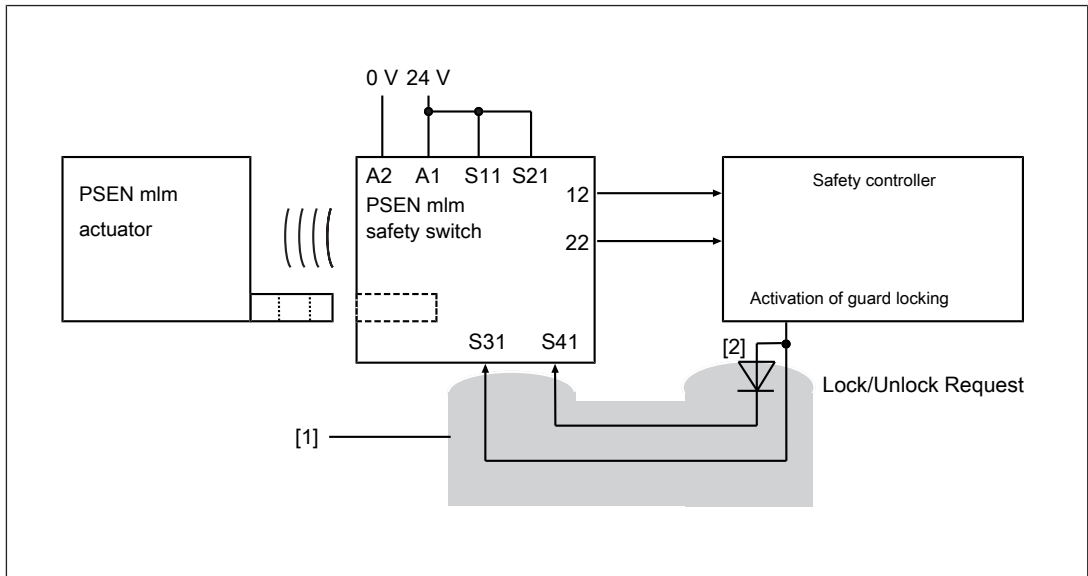 0 V 24 V
A2 A1 S11 S21
PSEN mlm
safety switch
12
22
PSEN mlm
actuator
Safety controller
Activation of guard locking
S31 S41
[2]
Lock/Unlock Request
[1]